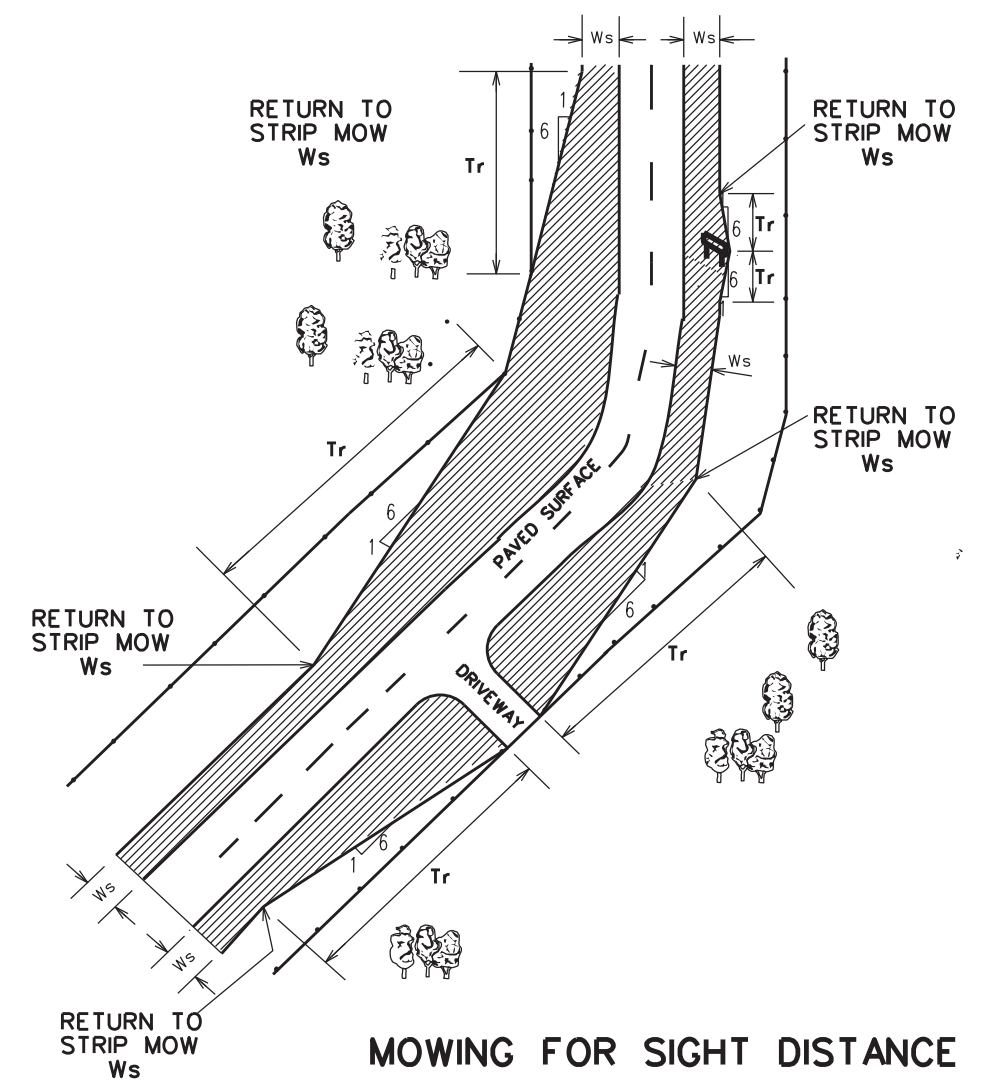 Ws
Ws
RETURN TO
STRIP MOW
Ws
RETURN TO
STRIP MOW
Ws
1
6
Tr
6
Tr
6
Tr
1
Ws
Tr
RETURN TO
STRIP MOW
Ws
PAVED SURFACE
6
1
1
6
RETURN TO
STRIP MOW
Ws
Tr
DRIVEWAY
6
1
Tr
Ws
Ws
RETURN TO
STRIP MOW
Ws
MOWING FOR SIGHT DISTANCE